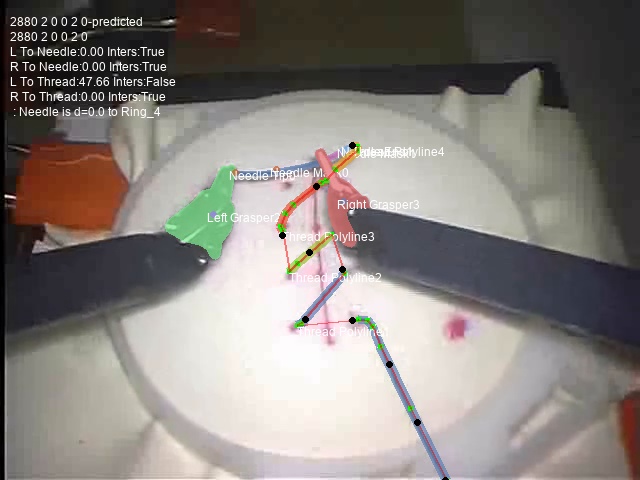 2880 2 0 0 2 0-predicted
2880 2 0 0 2 0
L To Needle:0.00 Inters:True
R To Needle:0.00 Inters:True
L To Thread:47.66 Inters:False
R To Thread:0.00 Inters:True
: Needle is d=0.0 to Ring_4
Right Grasper3
Left Grasper2
Thread Polyline3
Thread Polyline2
Thread Polyline1